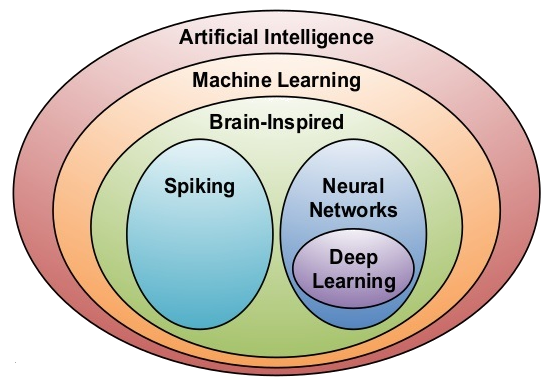 Artificial Intelligence
Machine Learning
Brain-Inspired
Spiking
Neural
Networks
Deep
Learning